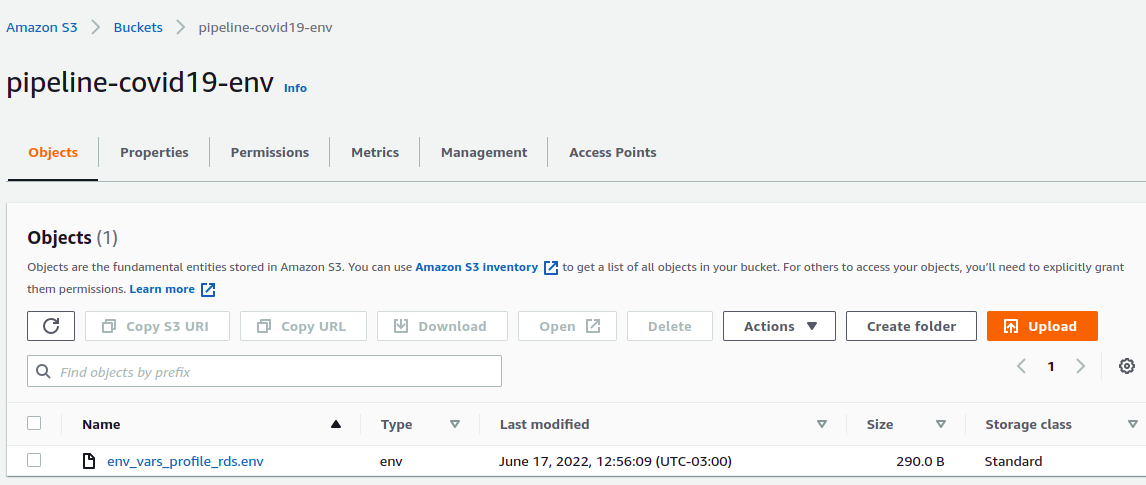 Amazon S3 Buckets pipeline-covid19-env
pipeline-covid19-env Info
Objects Properties Permissions Metrics Management Access Points
Objects (1)
Objects are the fundamental entities stored in Amazon S3. You can use Amazon S3 inventory to get a list of all objects in your bucket. For others to access your objects, you'll need to explicitly grant
them permissions. Learn more
Copy S3 URI Copy URL Download Open Delete Actions Create folder Upload
Find objects by prefix 1
Name Type Last modified Size Storage class
env_vars_profile_rds.env env June 17, 2022, 12:56:09 (UTC-03:00) 290.0 B Standard